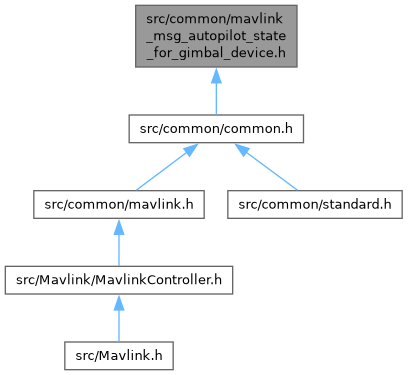 src/common/mavlink
_msg_autopilot_state
_for_gimbal_device.h
src/common/common.h
src/common/mavlink.h
src/common/standard.h
src/Mavlink/MavlinkController.h
src/Mavlink.h